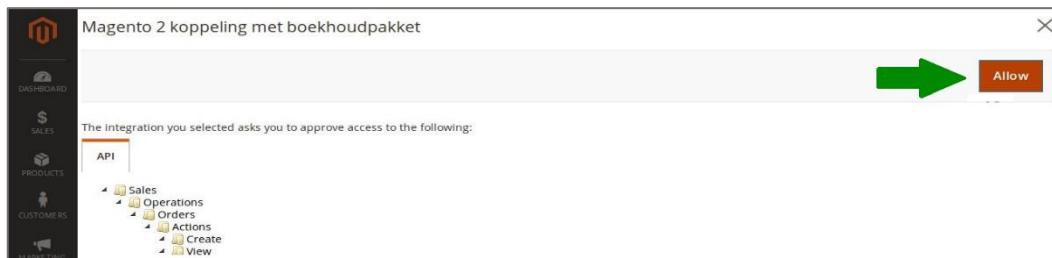 Magento 2 koppeling met boekhoudpakket
Allow
DASHBOARD
SALES
PRODUCTS
CUSTOMERS
MARKETING
The integration you selected asks you to approve access to the following:
API
Sales
Operations
Orders
Actions
Create
View